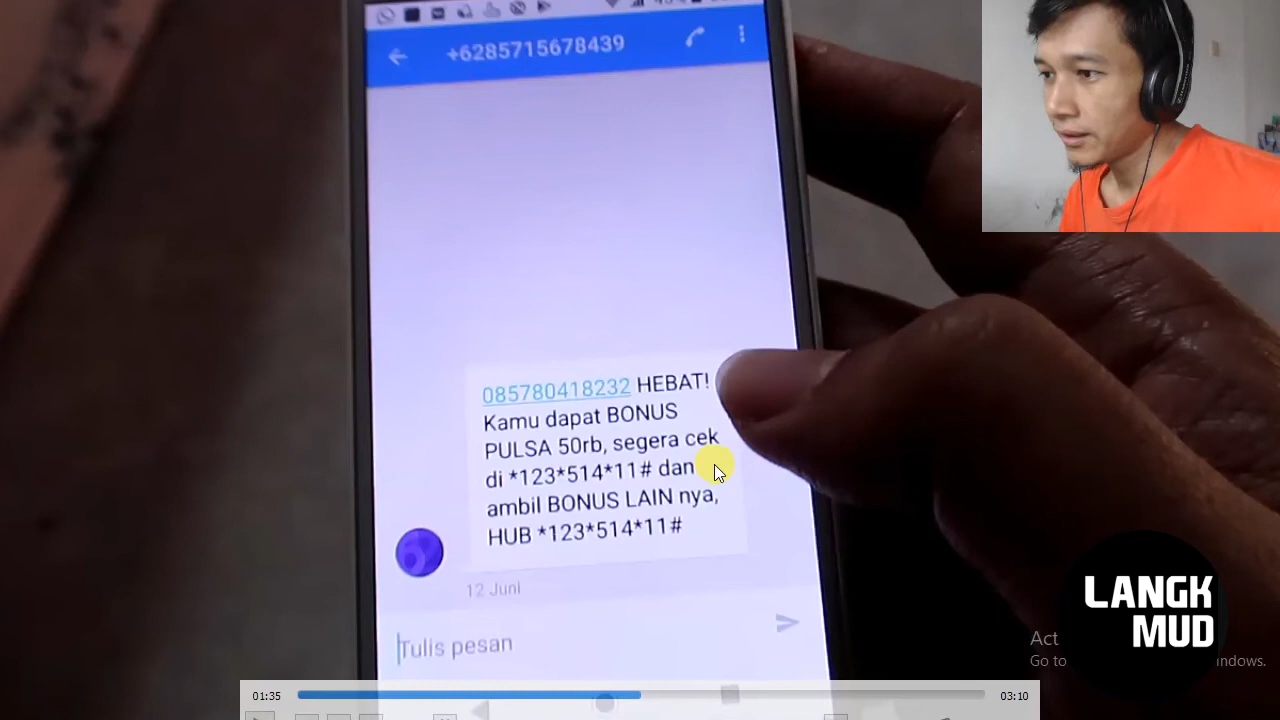 +6285715678439
085780418232 HEBAT!
Kamu dapat BONUS
PULSA 50rb, segera cek
di *123*514*11# dan
ambil BONUS LAIN nya,
HUB *123*514*11#
12 Juni
Tulis pesan
LANGK
MUD
Act
Go to
indows.
01:35
03:10